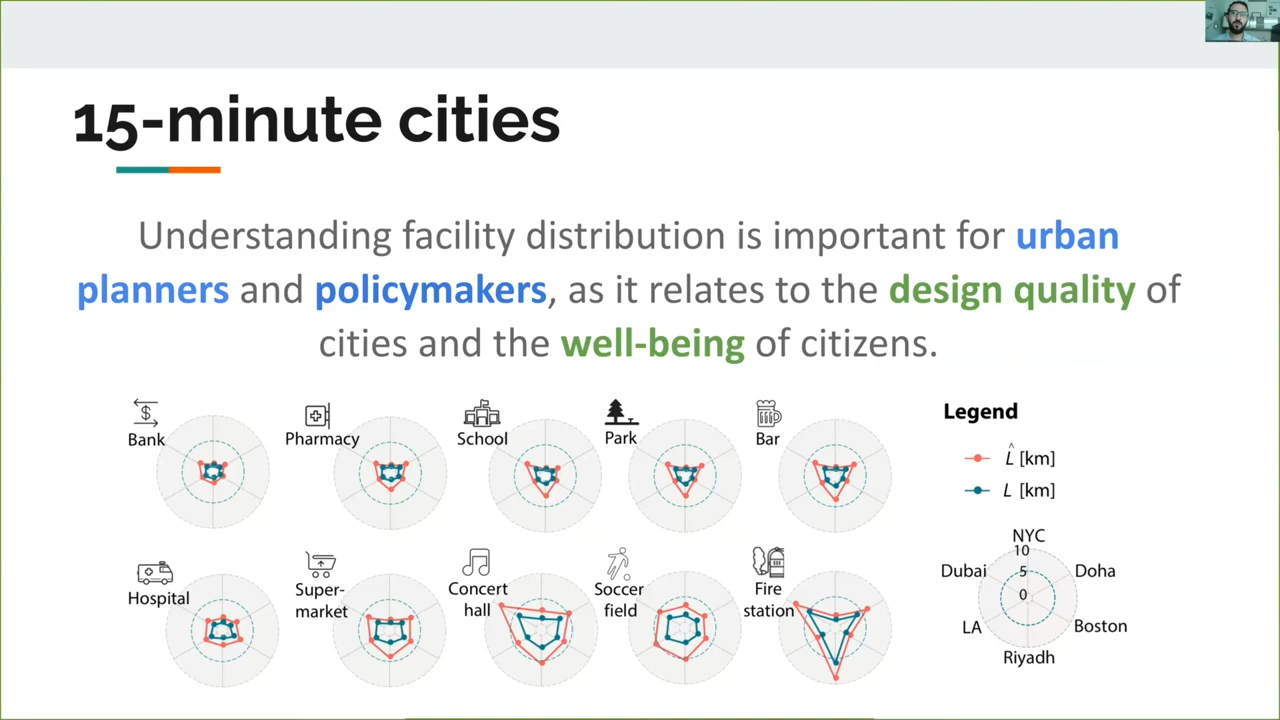 15-minute cities
Understanding facility distribution is important for urban
planners and policymakers, as it relates to the design quality of
cities and the well-being of citizens.
Bank
Pharmacy
School
Park
Bar
Legend
L̂ [km]
L [km]
Hospital
Super-
market
Concert
hall
Soccer
field
Fire
station
NYC
10
Dubai
5
Doha
0
LA
Boston
Riyadh